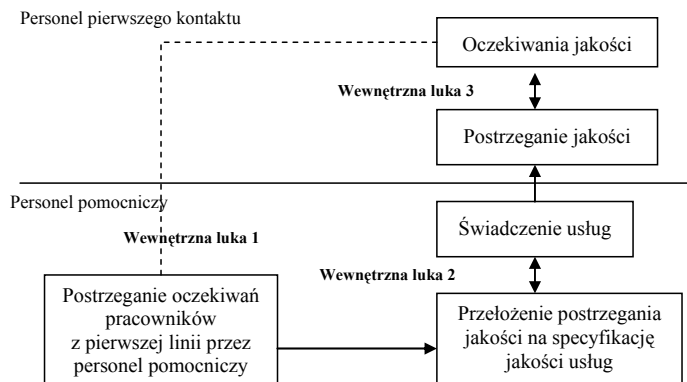 Personel pierwszego kontaktu
Oczekiwania jakości
Wewnętrzna luka 3
Postrzeganie jakości
Personel pomocniczy
Świadczenie usług
Wewnętrzna luka 1
Wewnętrzna luka 2
Postrzeganie oczekiwań
pracowników
z pierwszej linii przez
personel pomocniczy
Przełożenie postrzegania
jakości na specyfikację
jakości usług